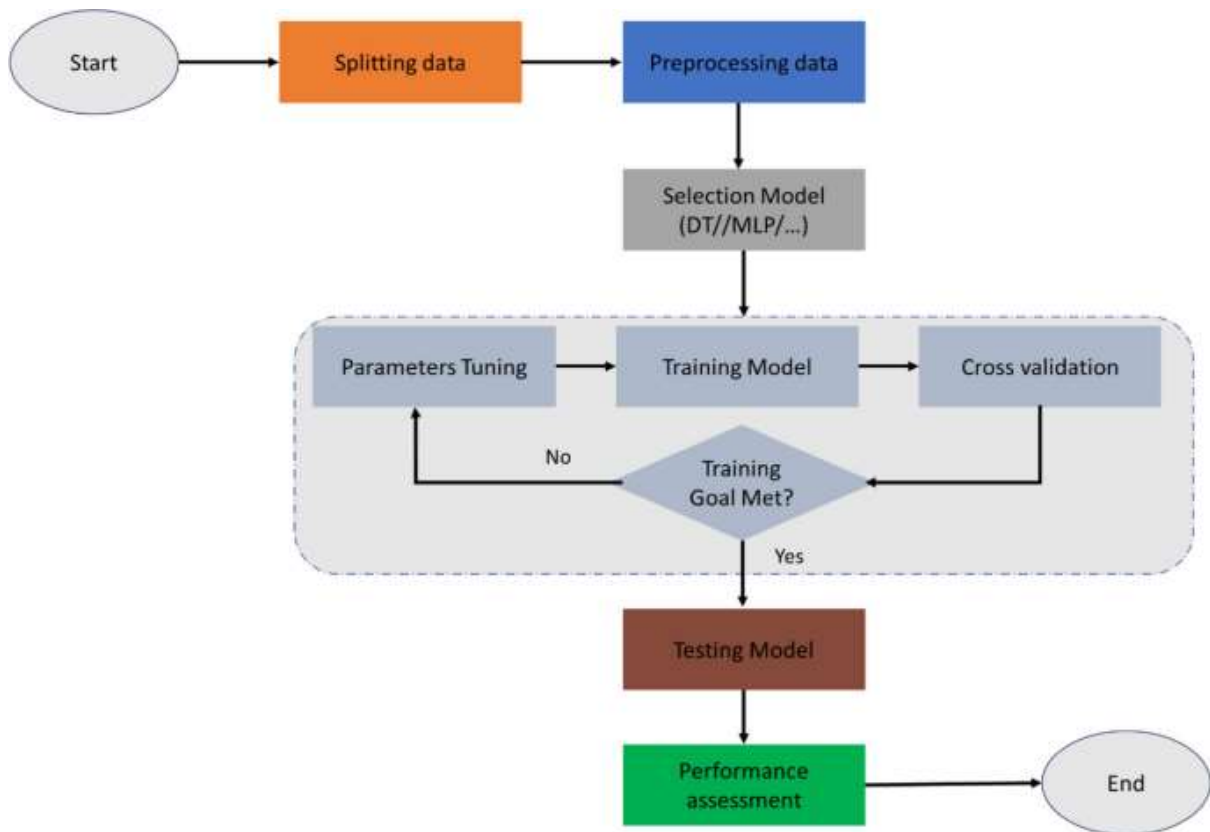 Start
Splitting data
Preprocessing data
Selection Model
(DT//MLP/...)
Parameters Tuning
Training Model
Cross validation
No
Training
Goal Met?
Yes
Testing Model
Performance
assessment
End